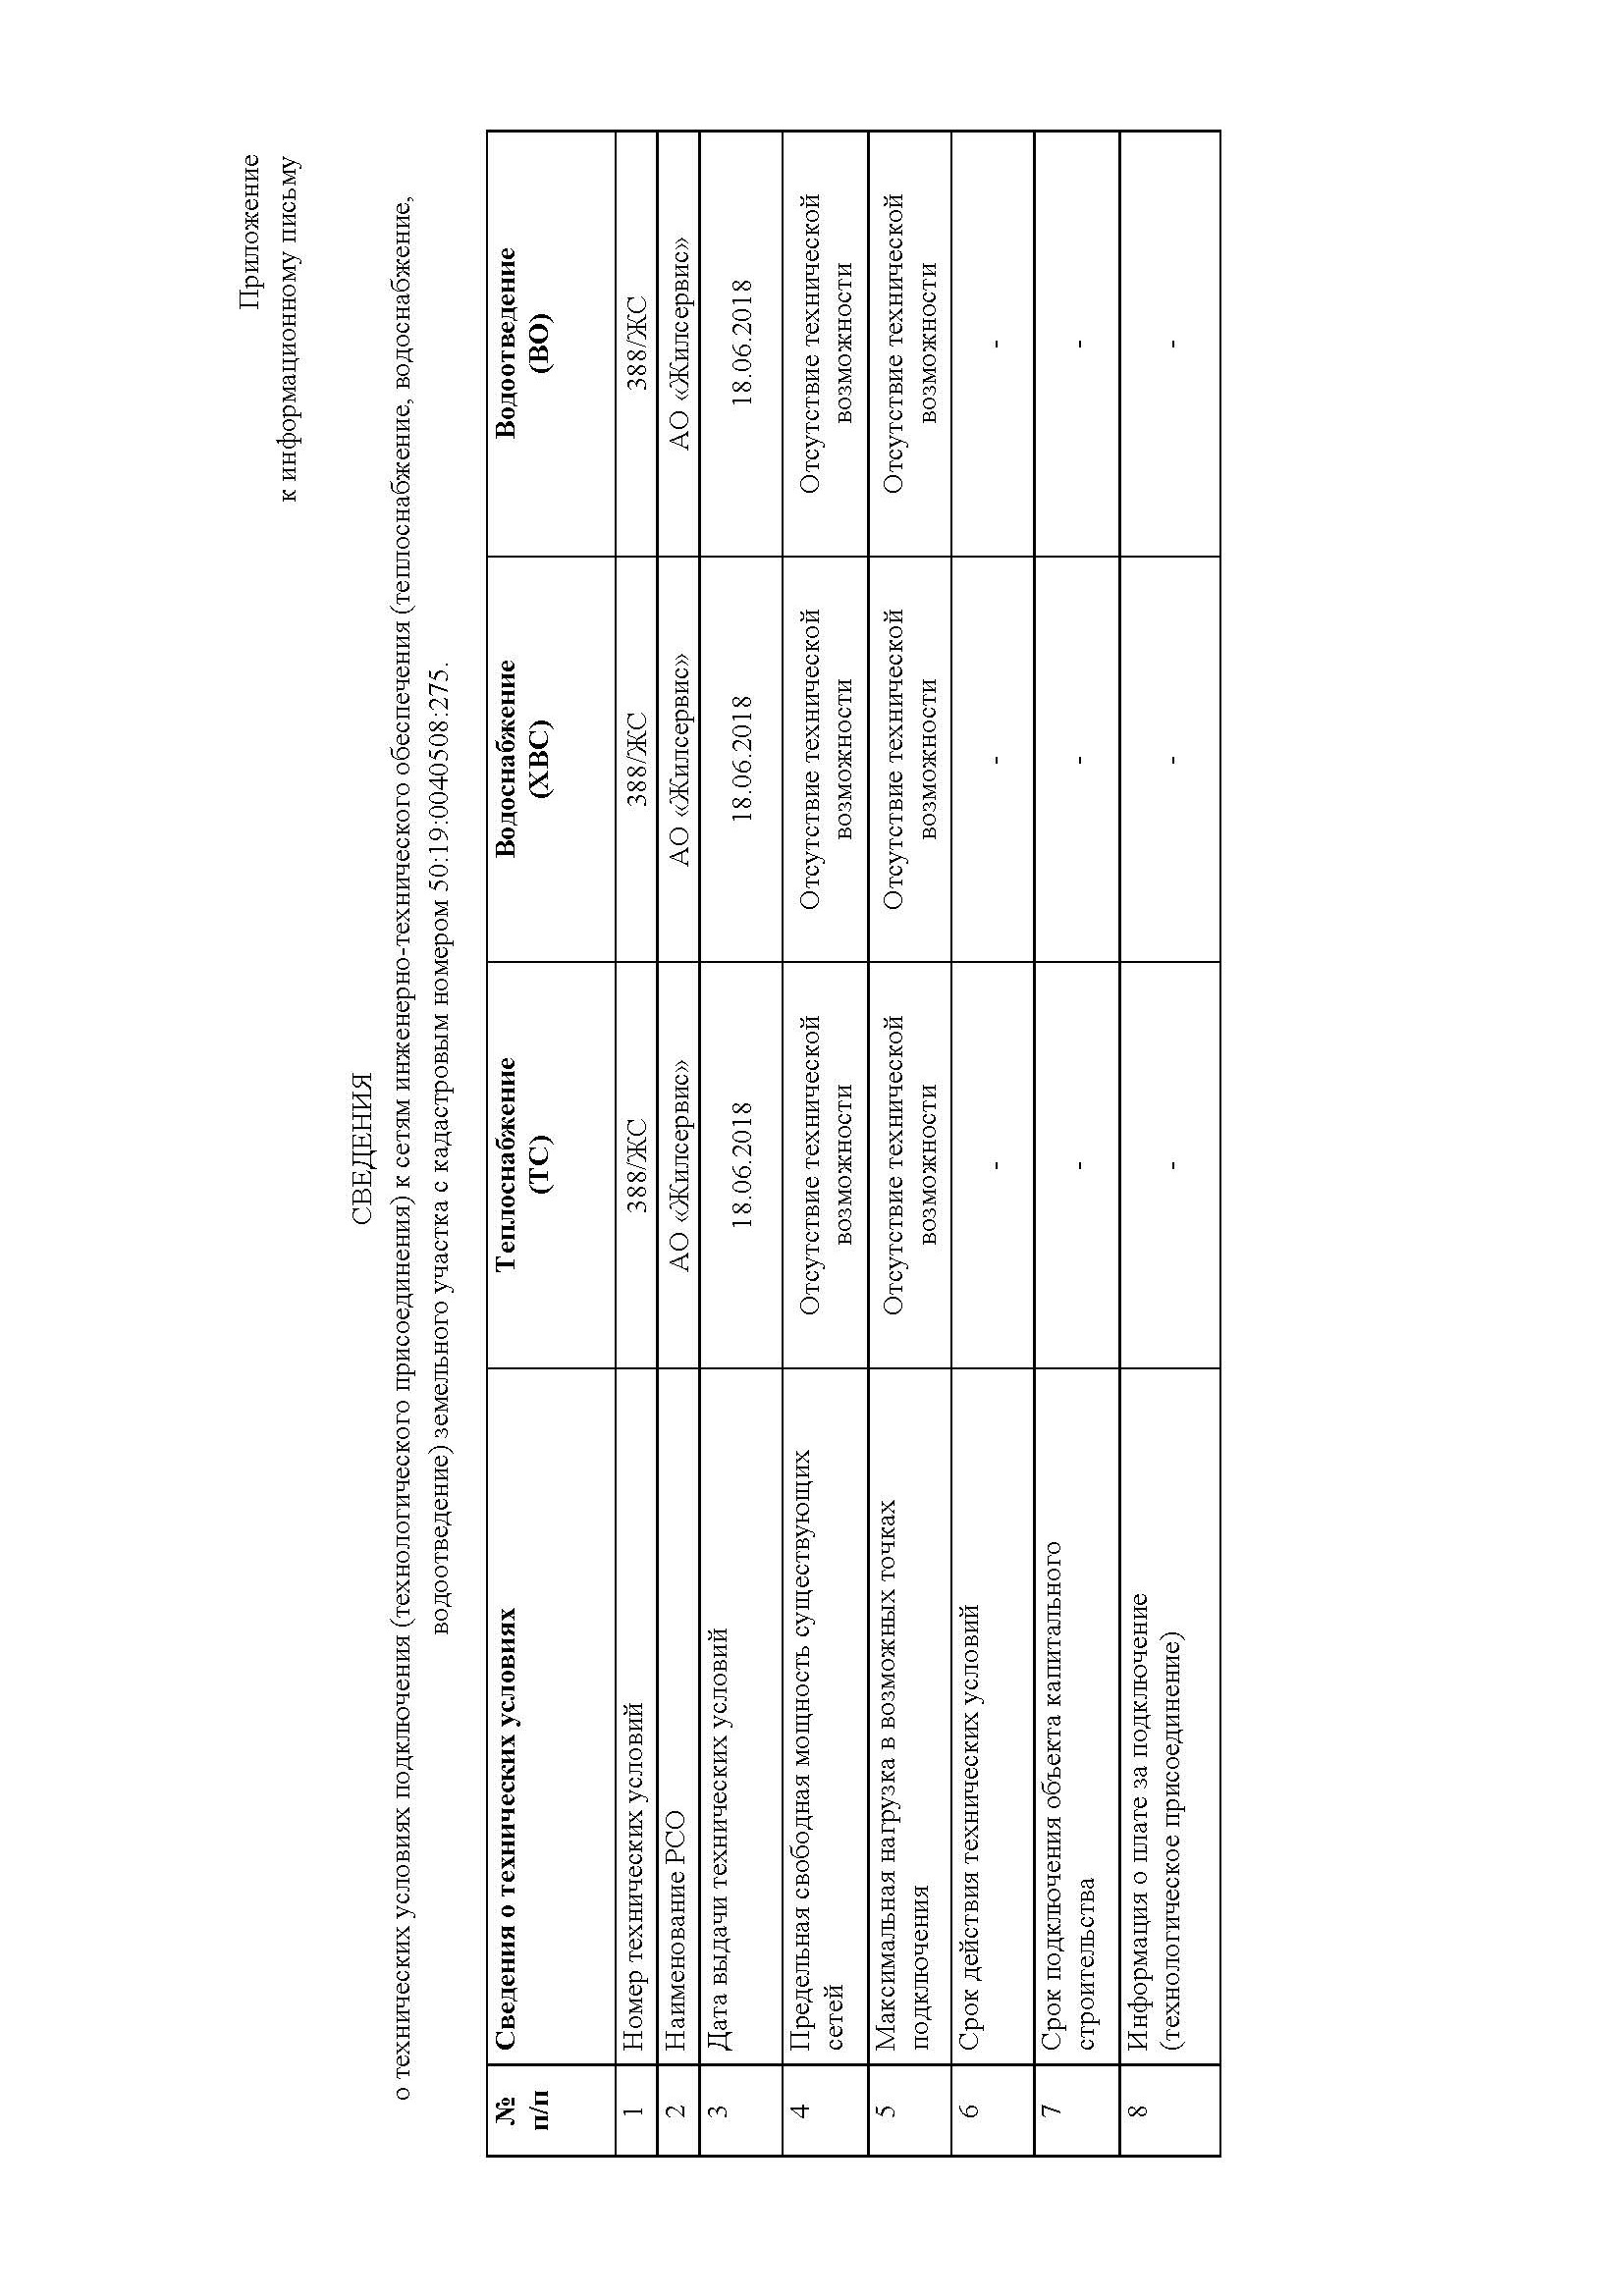 Приложение
к информационному письму
СВЕДЕНИЯ
о технических условиях подключения (технологического присоединения) к сетям инженерно-технического обеспечения (теплоснабжение, водоснабжение,
водоотведение) земельного участка с кадастровым номером 50:19:0040508:275.
№ п/п Сведения о технических условиях Теплоснабжение (ТС) Водоснабжение (ХВС) Водоотведение (ВО)
1 Номер технических условий 388/ЖС 388/ЖС 388/ЖС
2 Наименование РСО АО «Жилсервис» АО «Жилсервис» АО «Жилсервис»
3 Дата выдачи технических условий 18.06.2018 18.06.2018 18.06.2018
4 Предельная свободная мощность существующих сетей Отсутствие технической возможности Отсутствие технической возможности Отсутствие технической возможности
5 Максимальная нагрузка в возможных точках подключения Отсутствие технической возможности Отсутствие технической возможности Отсутствие технической возможности
6 Срок действия технических условий - - -
7 Срок подключения объекта капитального строительства - - -
8 Информация о плате за подключение (технологическое присоединение) - - -